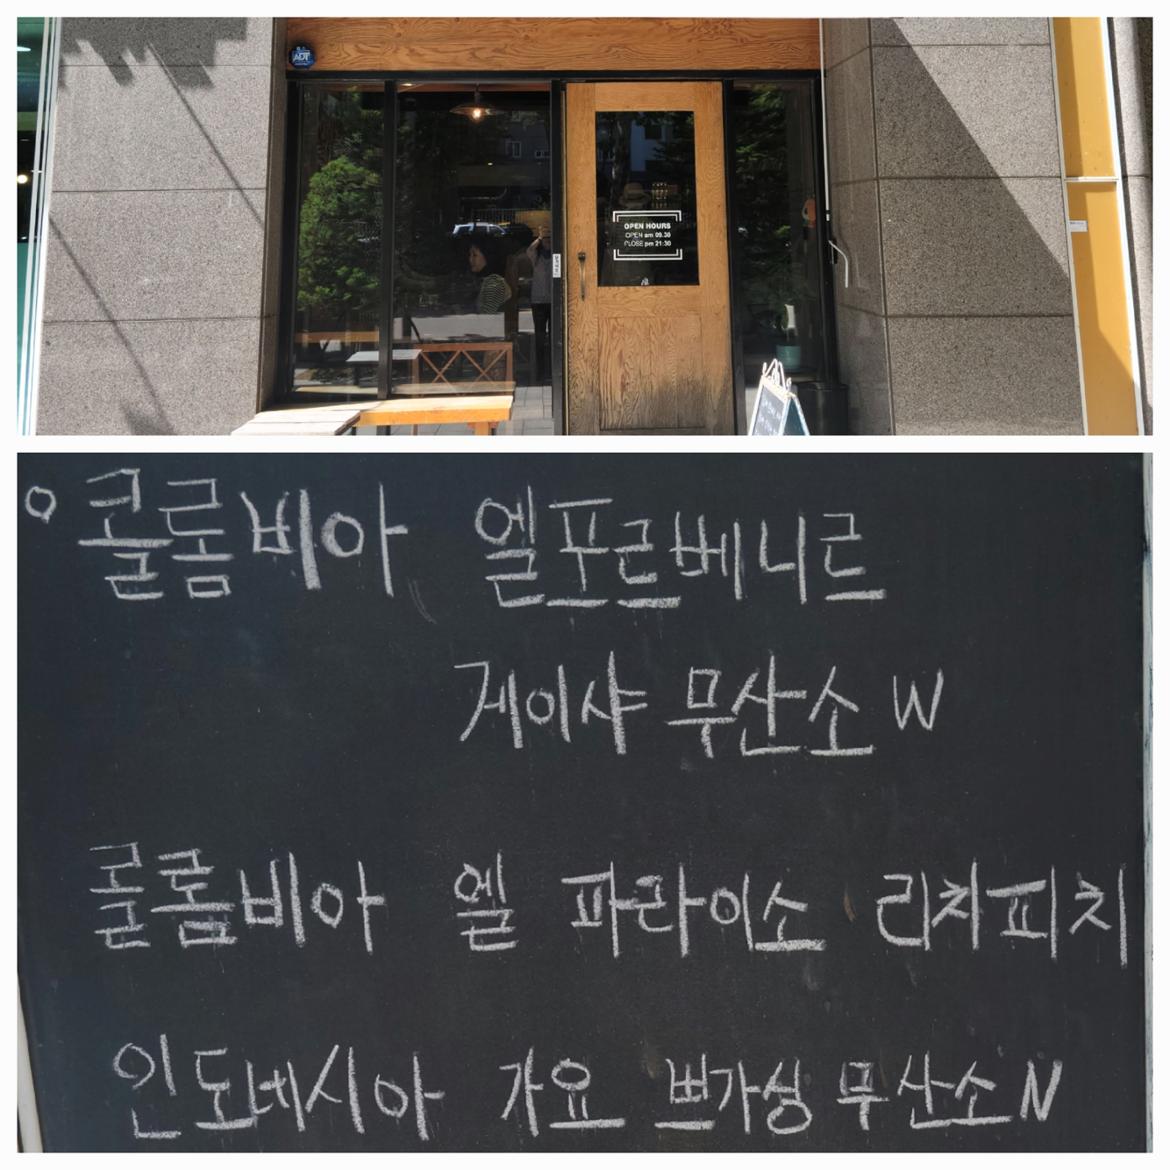 ADT
OPEN HOURS
OPEN am 09.30
CLOSE pm 21:30
콜롬비아 엘포르베니르
게이샤 무산소 W
콜롬비아 엘 파라이소 리치피치
인도네시아 가요 쁘가싱 무산소 N